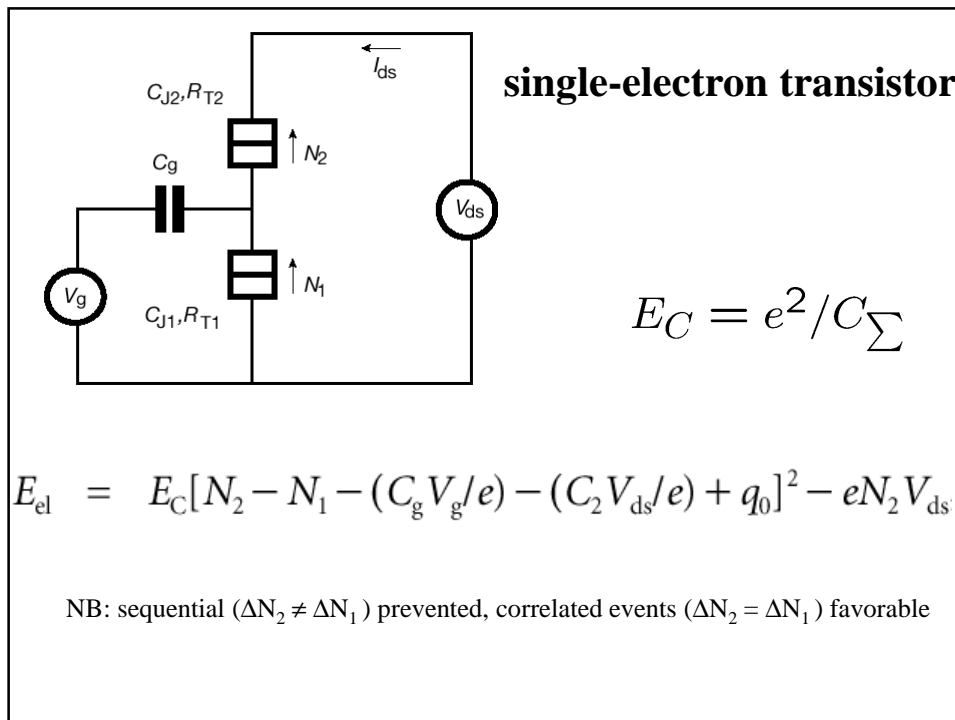 single-electron transistor
I_ds
C_J2,R_T2
N_2
C_g
V_ds
V_g
N_1
C_J1,R_T1
E_C = e^2/C_∑
E_el = E_C[N_2 − N_1 − (C_g V_g/e) − (C_2 V_ds/e) + q_0]^2 − eN_2 V_ds
NB: sequential (ΔN_2 ≠ ΔN_1 ) prevented, correlated events (ΔN_2 = ΔN_1 ) favorable